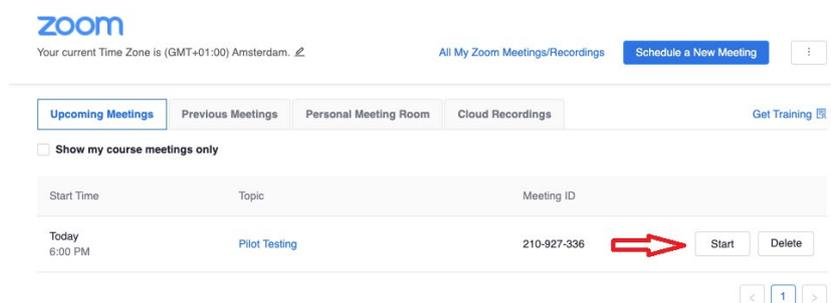 zoom
Your current Time Zone is (GMT+01:00) Amsterdam.
All My Zoom Meetings/Recordings
Schedule a New Meeting
Upcoming Meetings
Previous Meetings
Personal Meeting Room
Cloud Recordings
Get Training
Show my course meetings only
Start Time
Topic
Meeting ID
Today
6:00 PM
Pilot Testing
210-927-336
Start
Delete
< 1 >